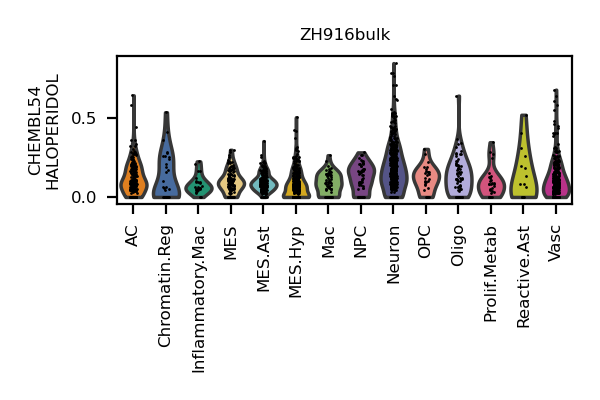 ZH916bulk
CHEMBL54
HALOPERIDOL
0.5
0.0
AC
Chromatin.Reg
Inflammatory.Mac
MES
MES.Ast
MES.Hyp
Mac
NPC
Neuron
OPC
Oligo
Prolif.Metab
Reactive.Ast
Vasc